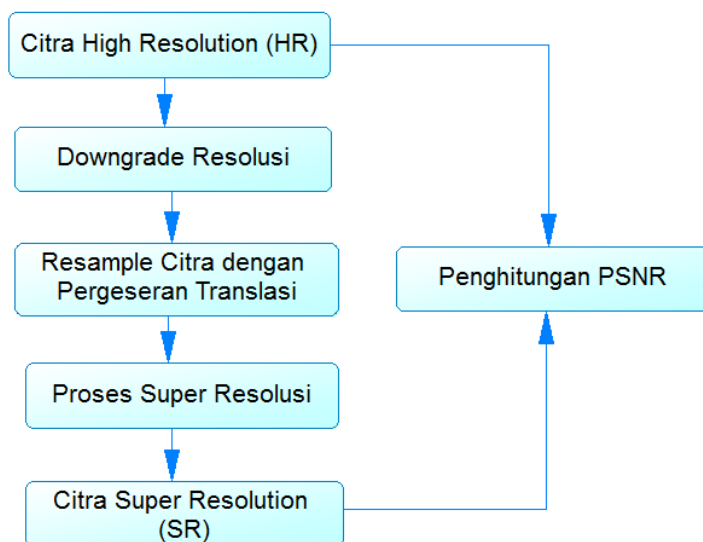 Citra High Resolution (HR)
Downgrade Resolusi
Resample Citra dengan
Pergeseran Translasi
Penghitungan PSNR
Proses Super Resolusi
Citra Super Resolution
(SR)